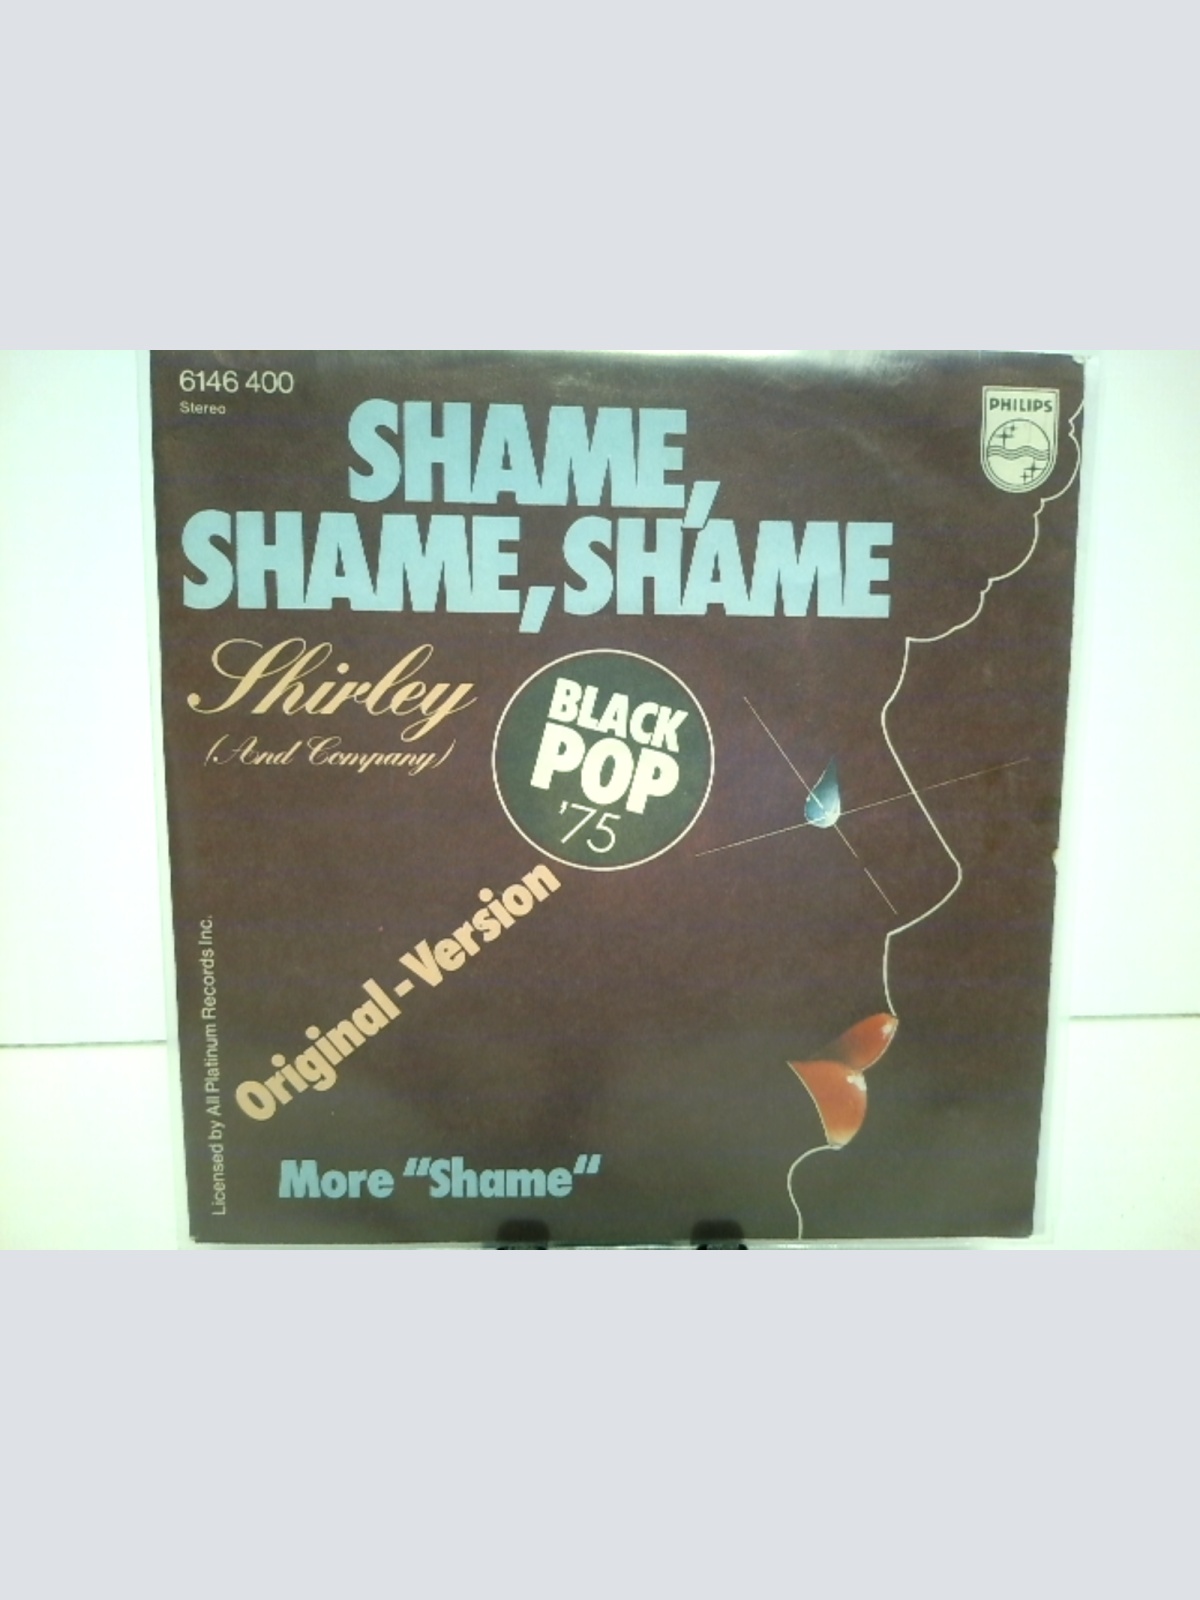 6146 400
Stereo
PHILIPS
SHAME,
SHAME, SHAME
Shirley
(And Company)
BLACK
POP
'75
Original-Version
Licensed by All Platinum Records Inc.
More “Shame“